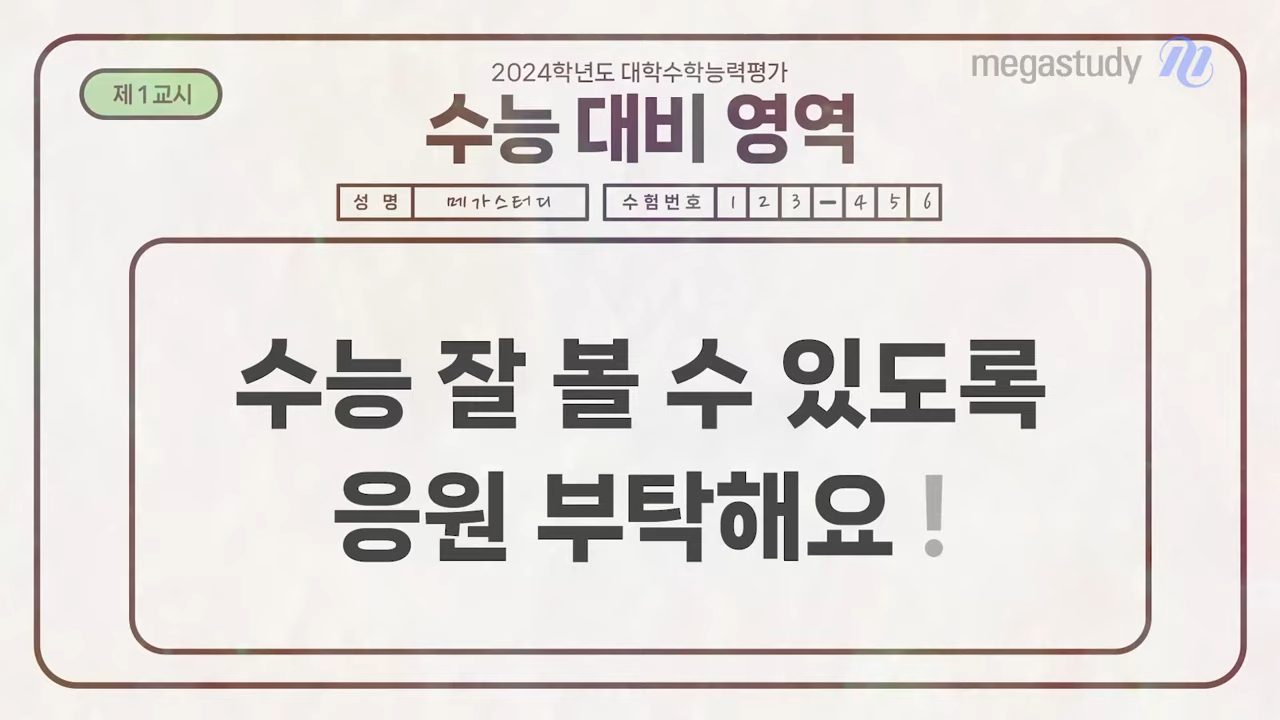 제1교시
2024학년도 대학수학능력평가
megastudy
수능 대비 영역
성 명 메가스터디 수험번호 1 2 3 - 4 5 6
수능 잘 볼 수 있도록
응원 부탁해요 !